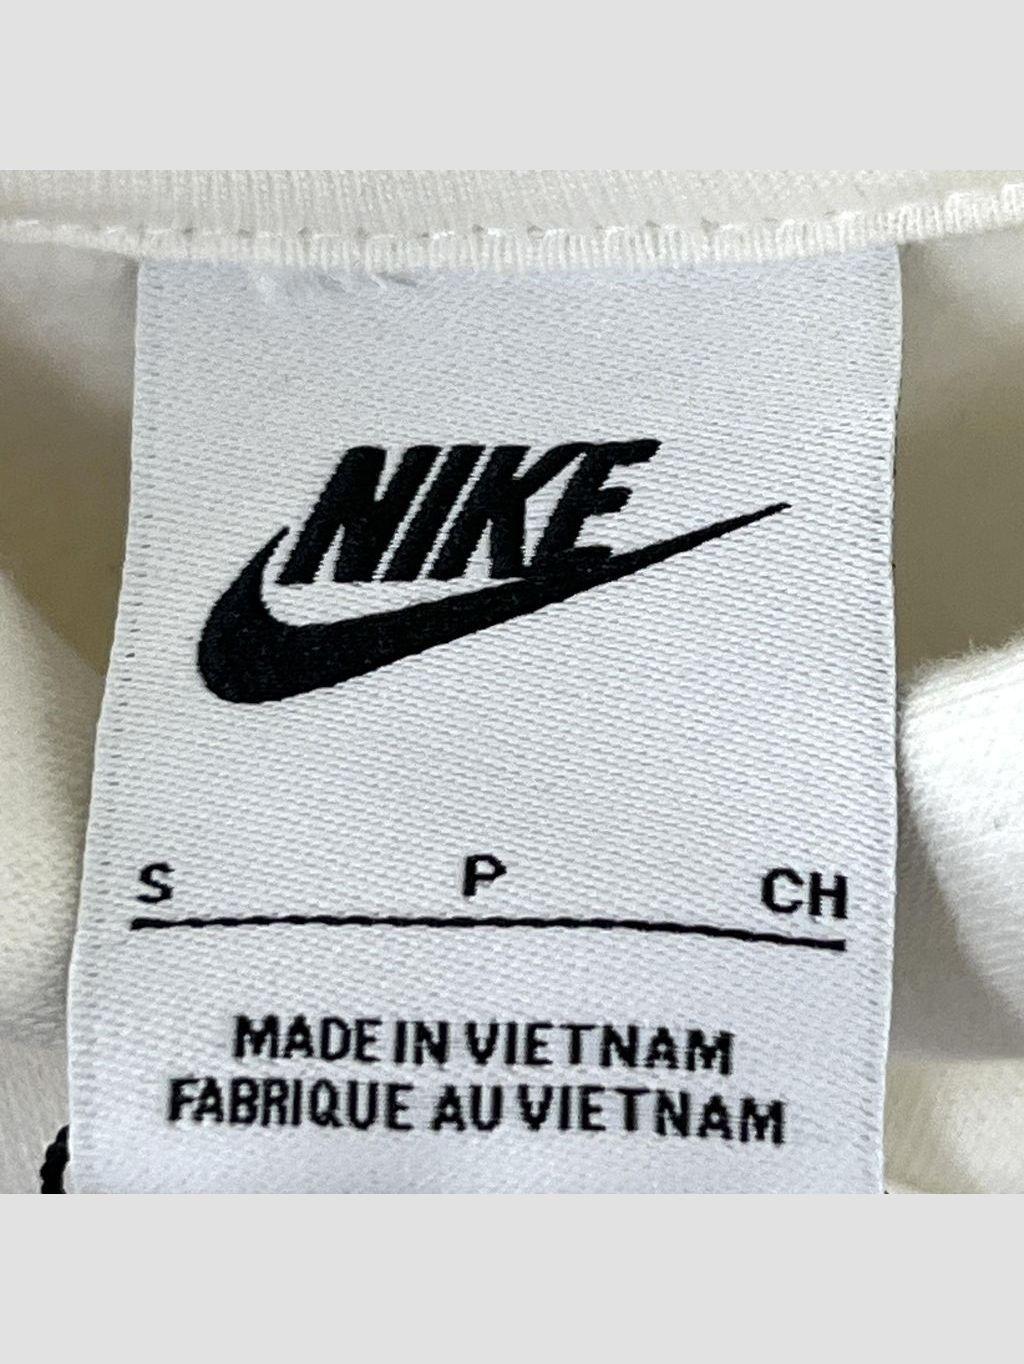 NIKE
S P CH
MADE IN VIETNAM
FABRIQUE AU VIETNAM